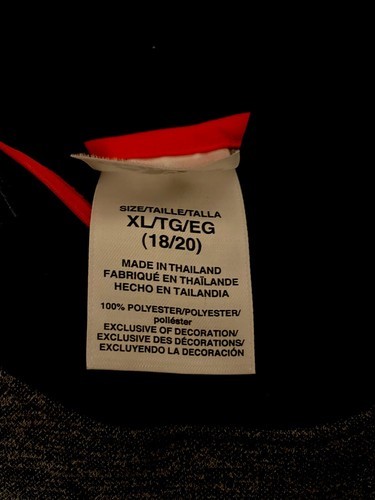 SIZE/TAILLE/TALLA
XL/TG/EG
(18/20)
MADE IN THAILAND
FABRIQUÉ EN THAÏLANDE
HECHO EN TAILANDIA
100% POLYESTER/POLYESTER/
poliéster
EXCLUSIVE OF DECORATION/
EXCLUSIVE DES DÉCORATIONS/
EXCLUYENDO LA DECORACIÓN